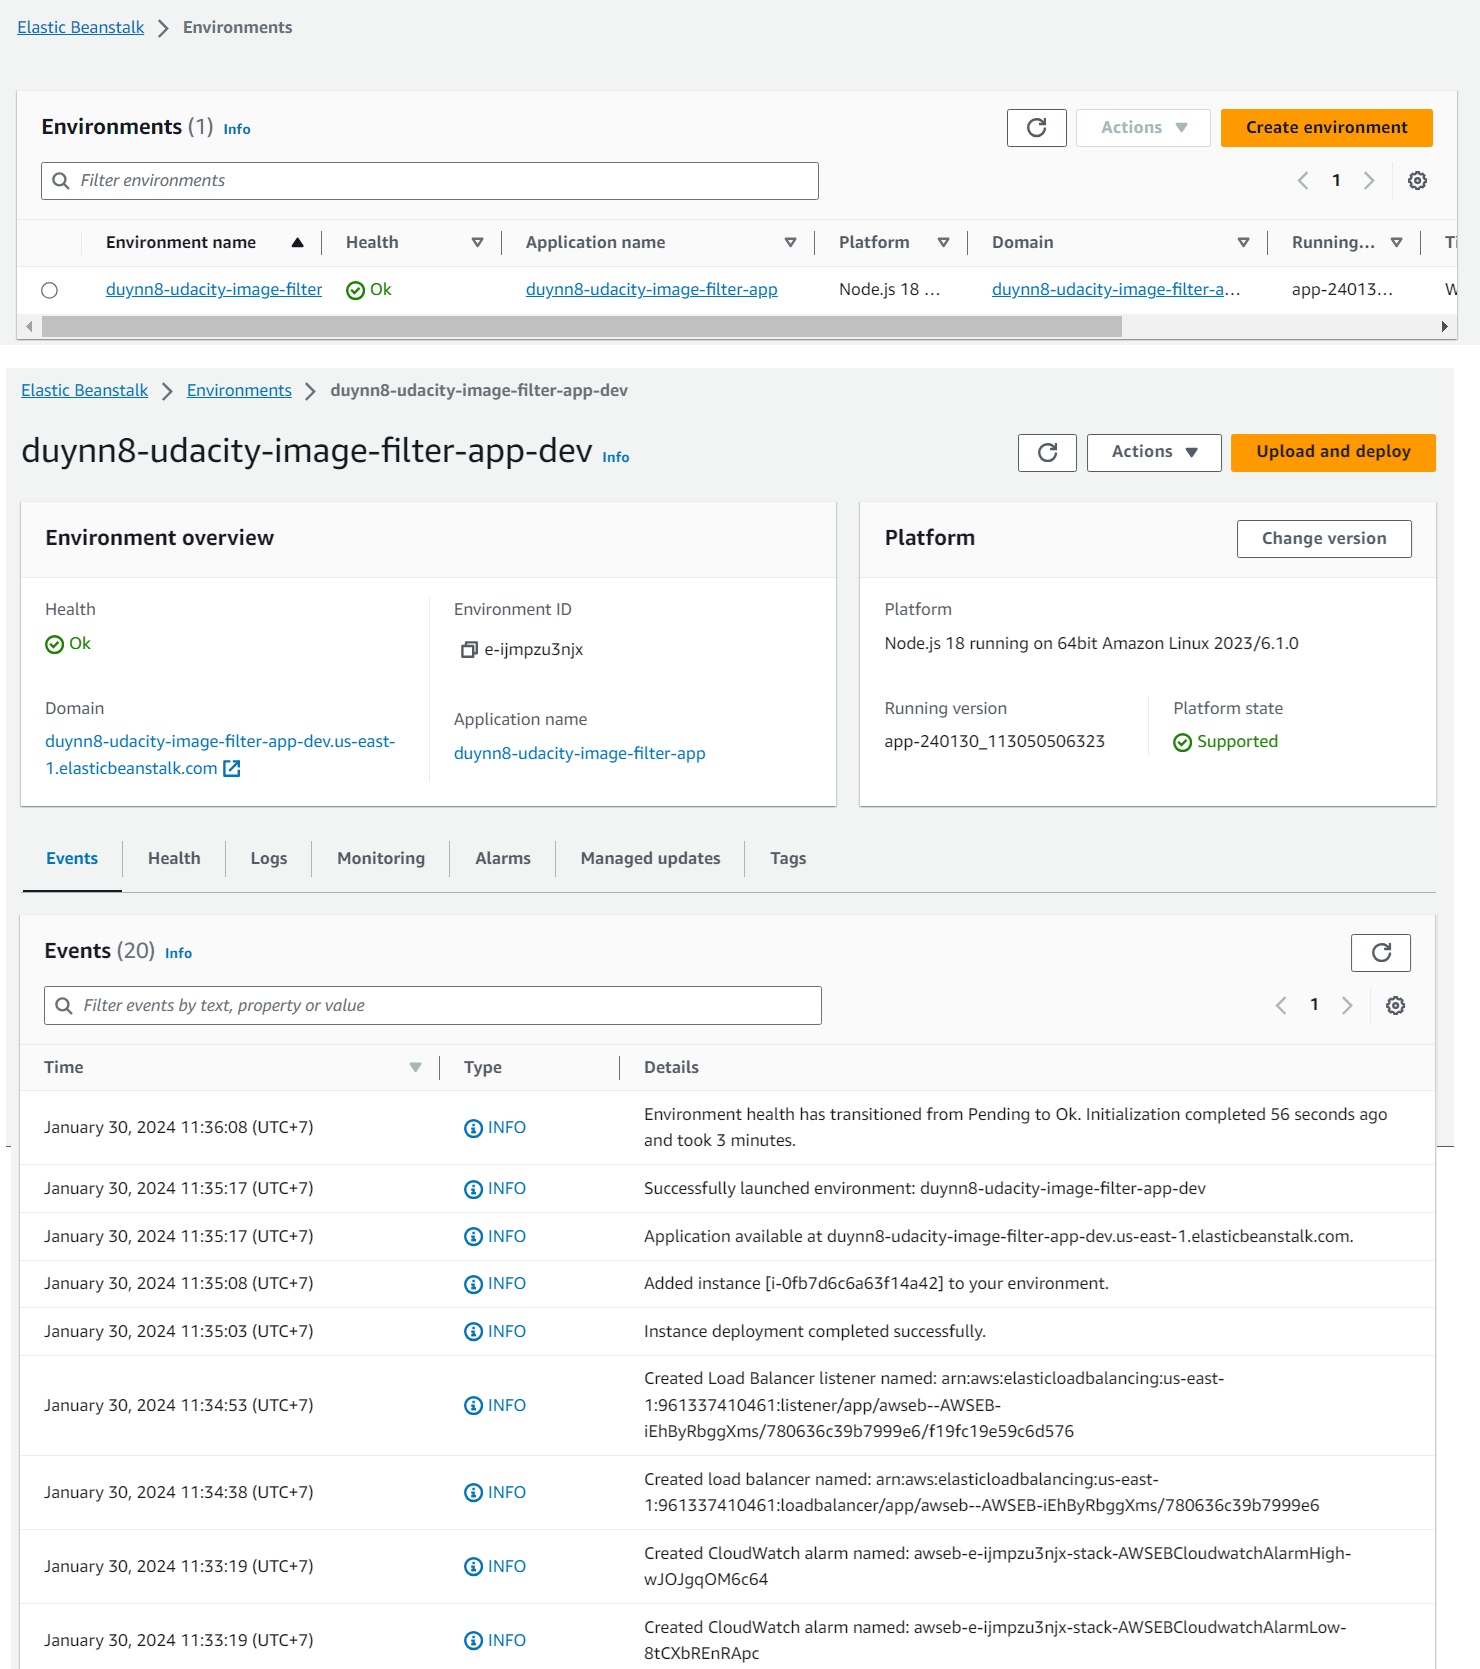 Elastic Beanstalk > Environments
Environments (1) Info
Actions
Create environment
Filter environments
1
Environment name Health Application name Platform Domain Running...
duynn8-udacity-image-filter Ok duynn8-udacity-image-filter-app Node.js 18 ... duynn8-udacity-image-filter-a... app-24013...
Elastic Beanstalk > Environments > duynn8-udacity-image-filter-app-dev
duynn8-udacity-image-filter-app-dev Info
Actions
Upload and deploy
Environment overview
Health
Ok
Environment ID
e-ijmpzu3njx
Domain
duynn8-udacity-image-filter-app-dev.us-east-
1.elasticbeanstalk.com
Application name
duynn8-udacity-image-filter-app
Platform
Change version
Platform
Node.js 18 running on 64bit Amazon Linux 2023/6.1.0
Running version
app-240130_113050506323
Platform state
Supported
Events Health Logs Monitoring Alarms Managed updates Tags
Events (20) Info
Filter events by text, property or value
1
Time Type Details
January 30, 2024 11:36:08 (UTC+7) INFO Environment health has transitioned from Pending to Ok. Initialization completed 56 seconds ago
and took 3 minutes.
January 30, 2024 11:35:17 (UTC+7) INFO Successfully launched environment: duynn8-udacity-image-filter-app-dev
January 30, 2024 11:35:17 (UTC+7) INFO Application available at duynn8-udacity-image-filter-app-dev.us-east-1.elasticbeanstalk.com.
January 30, 2024 11:35:08 (UTC+7) INFO Added instance [i-0fb7d6c6a63f14a42] to your environment.
January 30, 2024 11:35:03 (UTC+7) INFO Instance deployment completed successfully.
January 30, 2024 11:34:53 (UTC+7) INFO Created Load Balancer listener named: arn:aws:elasticloadbalancing:us-east-
1:961337410461:listener/app/awseb--AWSEB-
iEhByRbggXms/780636c39b7999e6/f19fc19e59c6d576
January 30, 2024 11:34:38 (UTC+7) INFO Created load balancer named: arn:aws:elasticloadbalancing:us-east-
1:961337410461:loadbalancer/app/awseb--AWSEB-iEhByRbggXms/780636c39b7999e6
January 30, 2024 11:33:19 (UTC+7) INFO Created CloudWatch alarm named: awseb-e-ijmpzu3njx-stack-AWSEBCloudwatchAlarmHigh-
wJOJgqOM6c64
January 30, 2024 11:33:19 (UTC+7) INFO Created CloudWatch alarm named: awseb-e-ijmpzu3njx-stack-AWSEBCloudwatchAlarmLow-
8tCXbREnRApc